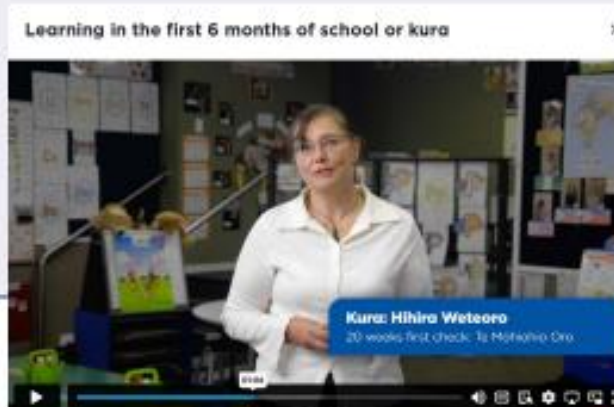 Learning in the first 6 months of school or kura
Kura: Hihira Weteoro
20 weeks first check: Te Mōhiohio Oro